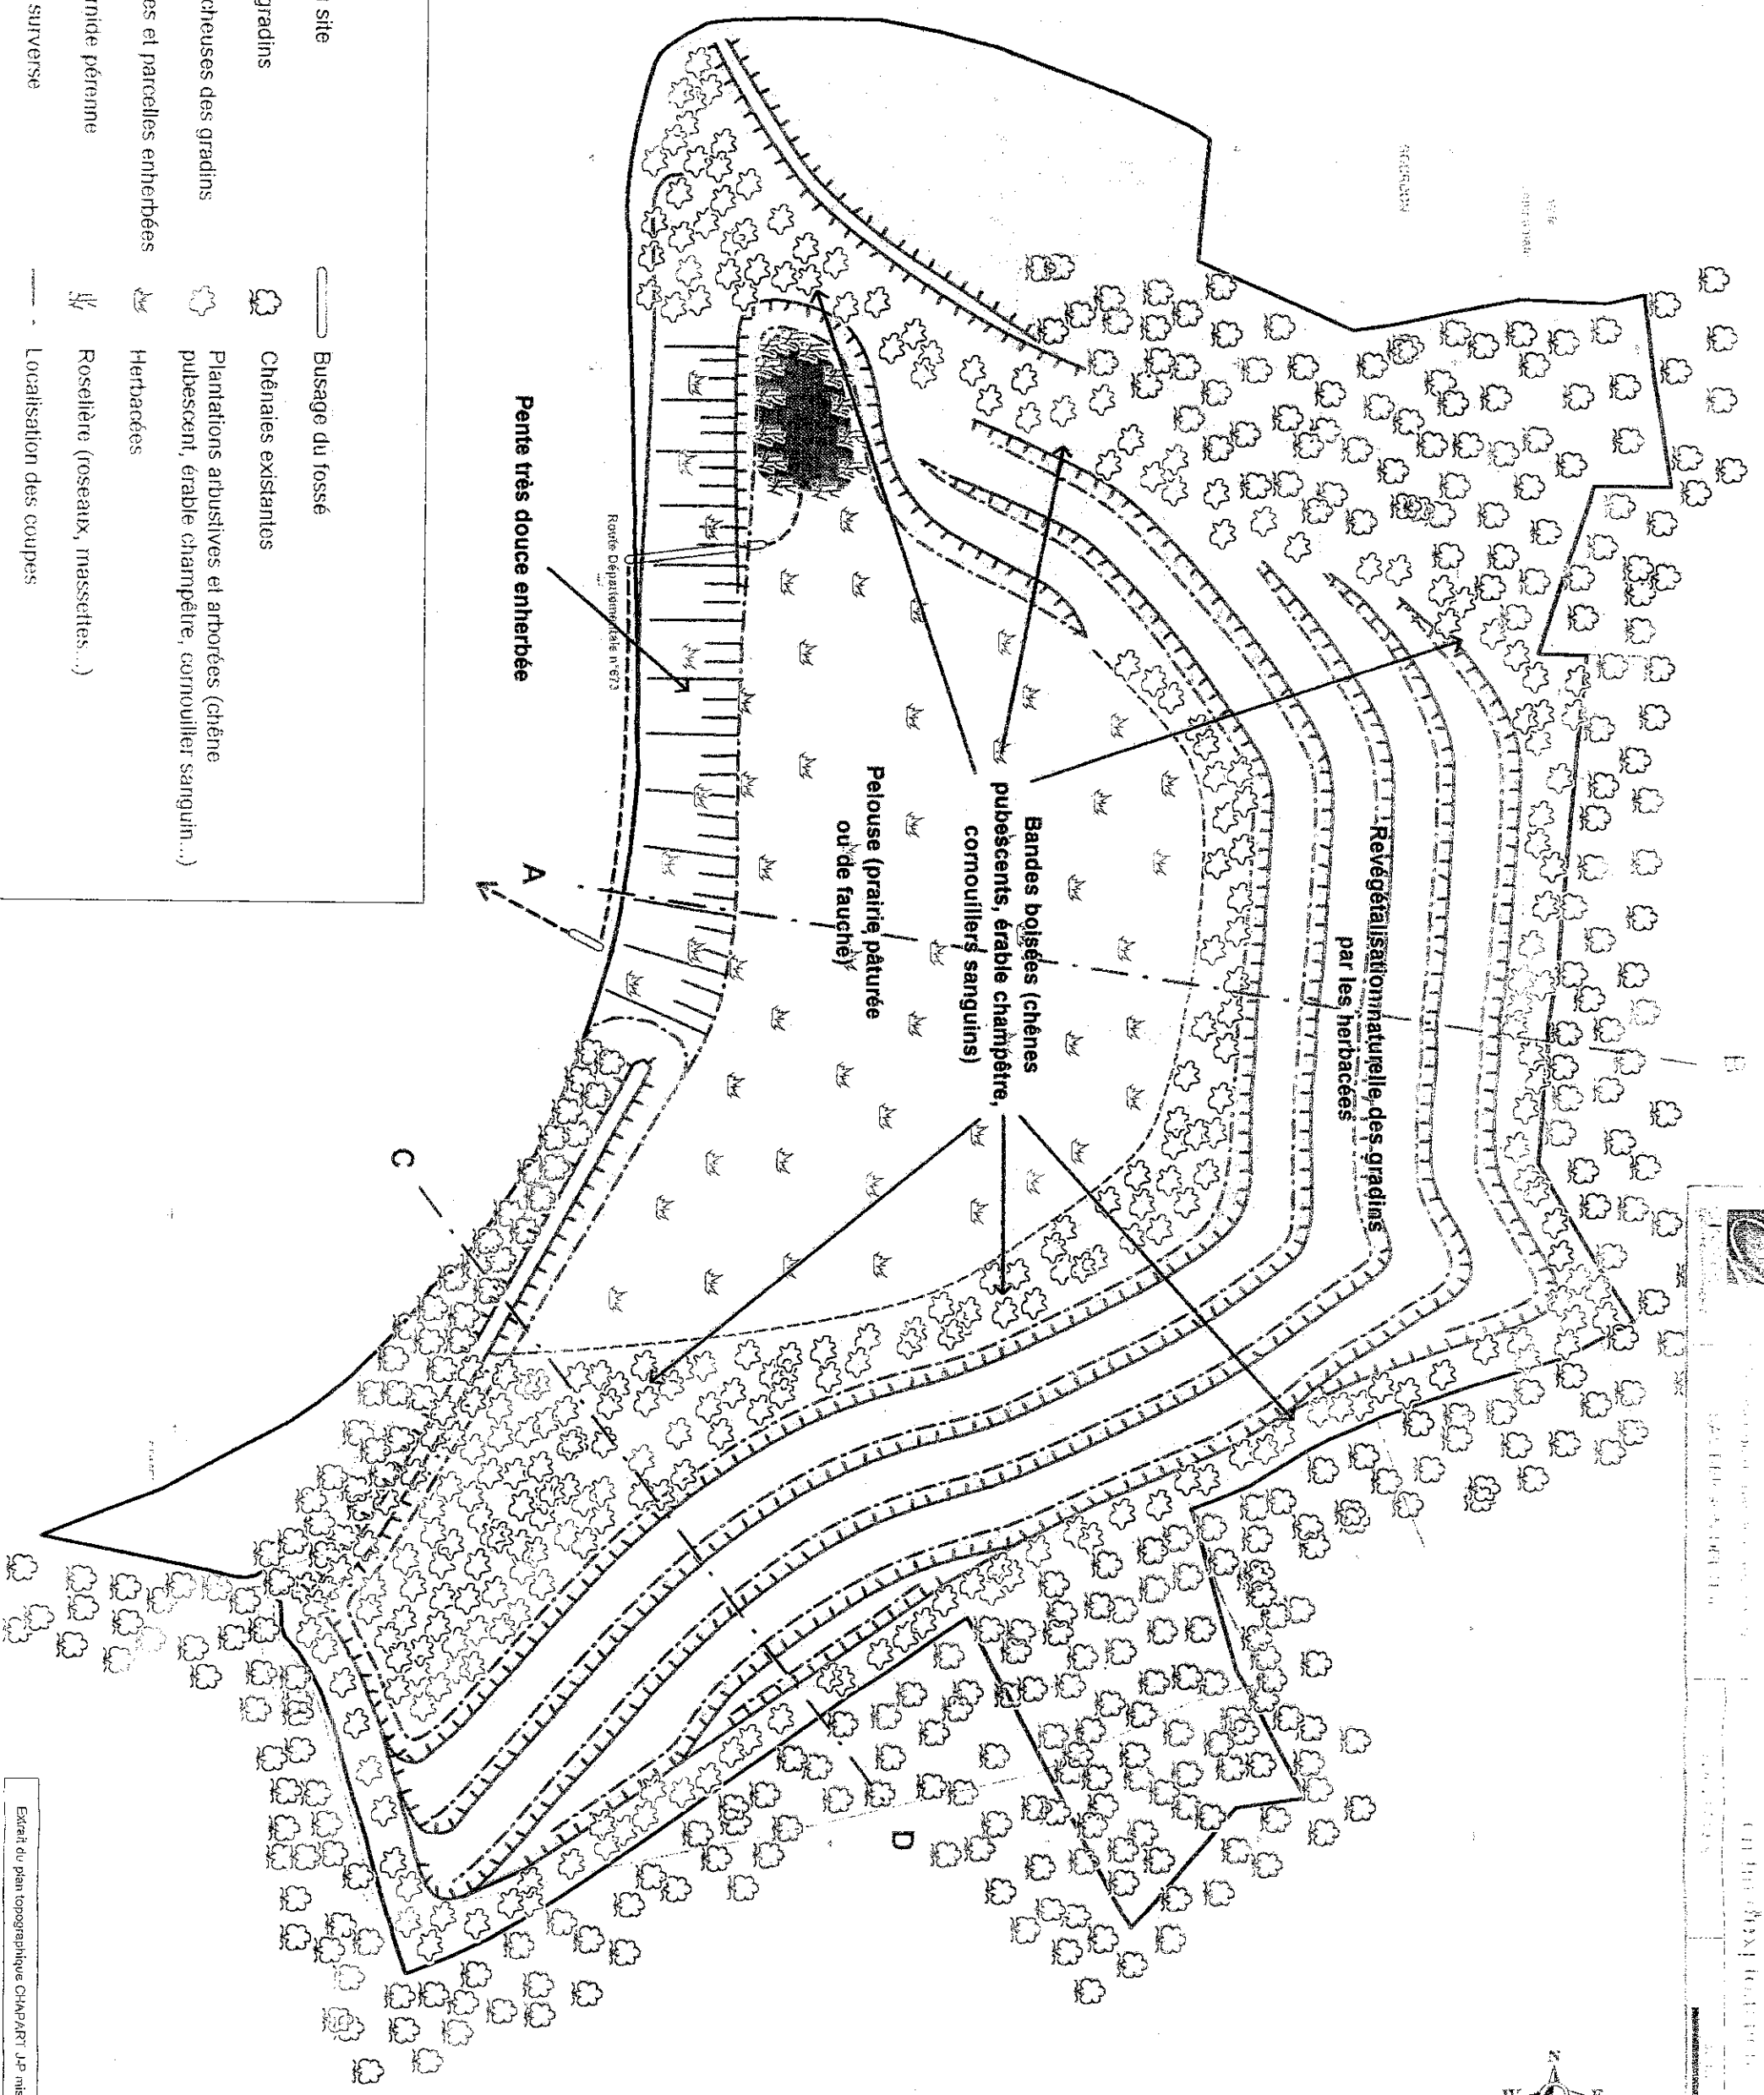 site
gradins
cheuses des gradins
es et parcelles enherbées
mide pérenne
surverse
Busage du fossé
Chênaies existantes
Plantations arbustives et arborées (chêne
pubescent, érable champêtre, cornouiller sanguin...)
Herbacées
Roselière (roseaux, massettes...)
Localisation des coupes
Pente très douce enherbée
Route Départementale n°673
Bandes boisées (chênes
pubescents, érable champêtre,
cornouillers sanguins)
Pelouse (prairie pâturée
ou de fauche)
Revégétalisation naturelle des gradins
par les herbacées
A
B
C
D
N
W
E
Extrait du plan topographique CHAPART J-P mis